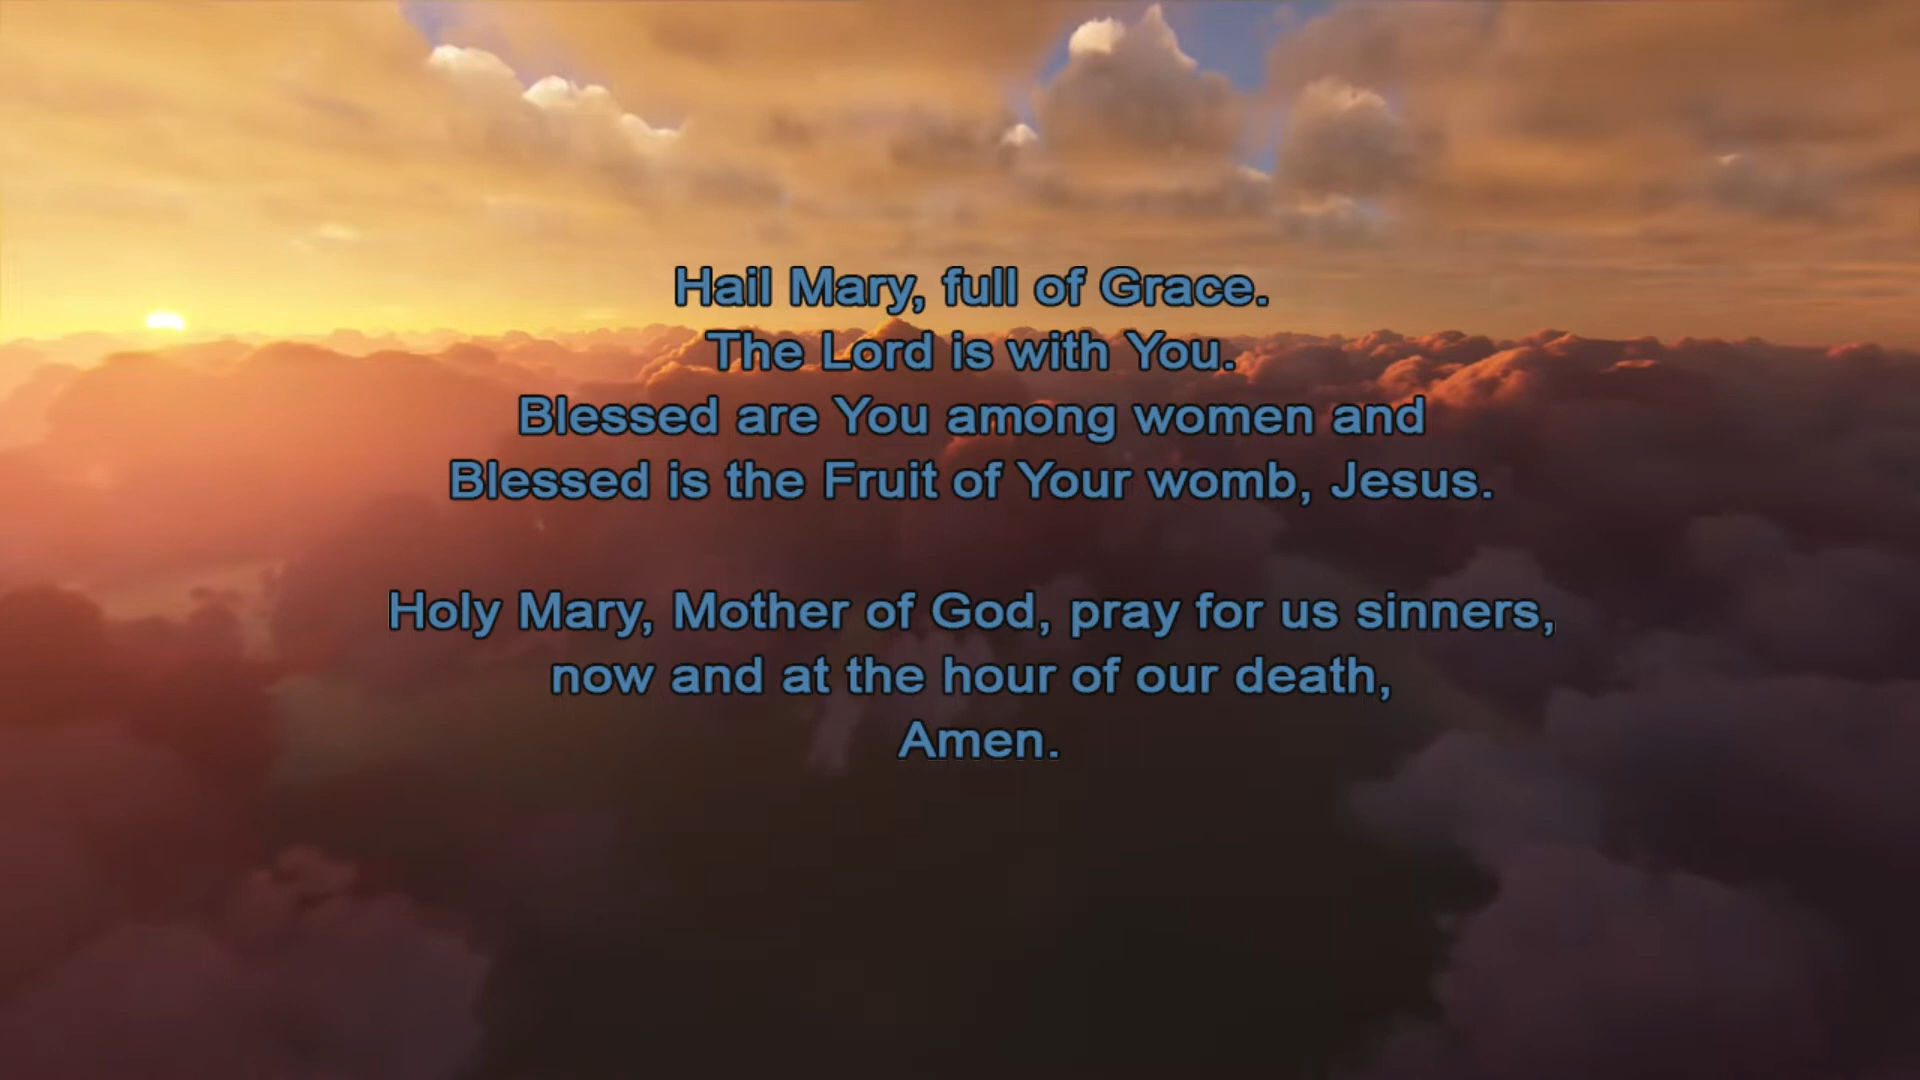 Hail Mary, full of Grace.
The Lord is with You.
Blessed are You among women and
Blessed is the Fruit of Your womb, Jesus.
Holy Mary, Mother of God, pray for us sinners,
now and at the hour of our death,
Amen.